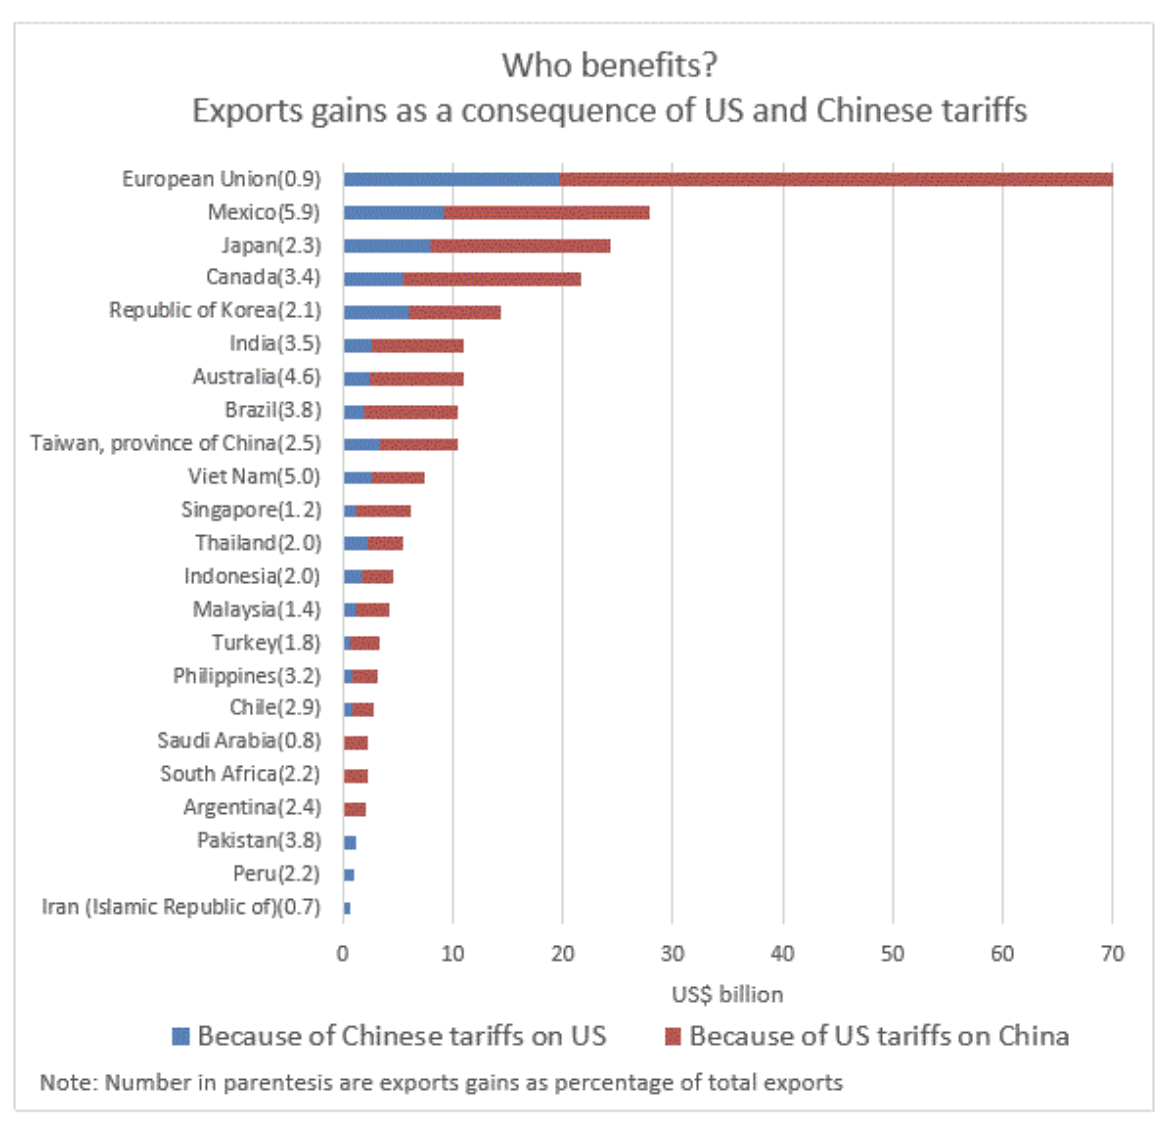 Who benefits?
Exports gains as a consequence of US and Chinese tariffs
European Union(0.9)
Mexico(5.9)
Japan(2.3)
Canada(3.4)
Republic of Korea(2.1)
India(3.5)
Australia(4.6)
Brazil(3.8)
Taiwan, province of China(2.5)
Viet Nam(5.0)
Singapore(1.2)
Thailand(2.0)
Indonesia(2.0)
Malaysia(1.4)
Turkey(1.8)
Philippines(3.2)
Chile(2.9)
Saudi Arabia(0.8)
South Africa(2.2)
Argentina(2.4)
Pakistan(3.8)
Peru(2.2)
Iran (Islamic Republic of)(0.7)
0 10 20 30 40 50 60 70
US$ billion
Because of Chinese tariffs on US Because of US tariffs on China
Note: Number in parentesis are exports gains as percentage of total exports